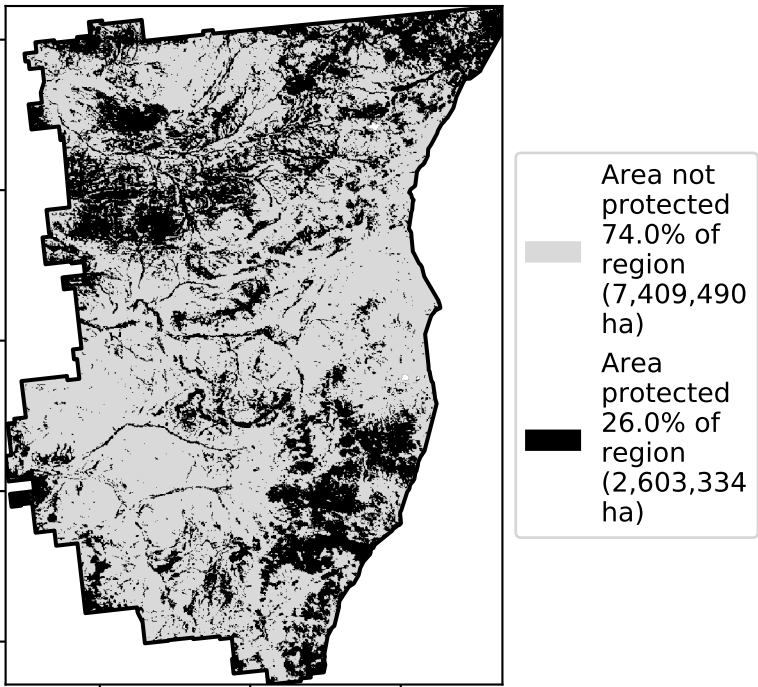 Area not
protected
74.0% of
region
(7,409,490
ha)
Area
protected
26.0% of
region
(2,603,334
ha)